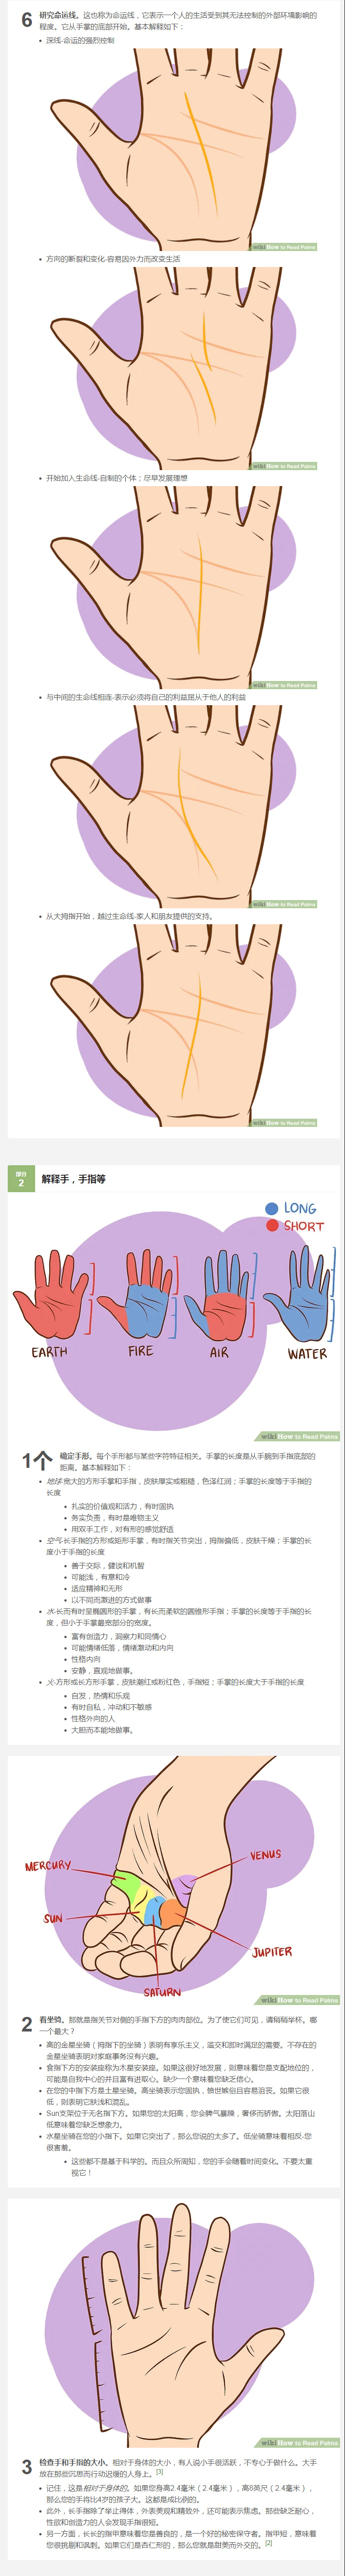 6 研究命运线。这也称为命运线，它表示一个人的生活受到其无法控制的外部环境影响的
程度。它从手掌的底部开始。基本解释如下：
深线-命运的强烈控制
wikiHow to Read Palms
方向的断裂和变化-容易因外力而改变生活
wikiHow to Read Palms
开始加入生命线-自制的个体；尽早发展理想
wikiHow to Read Palms
与中间的生命线相连-表示必须将自己的利益屈从于他人的利益
wikiHow to Read Palms
从大拇指开始，越过生命线-家人和朋友提供的支持。
wikiHow to Read Palms
部分
2
解释手，手指等
LONG
SHORT
EARTH
FIRE
AIR
WATER
wikiHow to Read Palms
1个 确定手形。每个手形都与某些字符特征相关。手掌的长度是从手腕到手指底部的
距离。基本解释如下：
地球-宽大的方形手掌和手指，皮肤厚实或粗糙，色泽红润；手掌的长度等于手指的
长度
扎实的价值观和活力，有时固执
务实负责，有时是唯物主义
用双手工作，对有形的感觉舒适
空气-长手指的方形或矩形手掌，有时指关节突出，拇指偏低，皮肤干燥；手掌的长
度小于手指的长度
善于交际，健谈和机智
可能浅，有意和冷
适应精神和无形
以不同而激进的方式做事
水-长而有时呈椭圆形的手掌，有长而柔软的圆锥形手指；手掌的长度等于手指的长
度，但小于手掌最宽部分的宽度。
富有创造力，洞察力和同情心
可能情绪低落，情绪激动和内向
性格内向
安静，直观地做事。
火-方形或长方形手掌，皮肤潮红或粉红色，手指短；手掌的长度大于手指的长度
自发，热情和乐观
有时自私，冲动和不敏感
性格外向的人
大胆而本能地做事。
MERCURY
VENUS
SUN
JUPITER
SATURN
wikiHow to Read Palms
2 看坐骑。那就是指关节对侧的手指下方的肉肉部位。为了使它们可见，请稍稍举杯。哪
一个最大？
高的金星坐骑（拇指下的坐骑）表明有享乐主义，滥交和即时满足的需要。不存在的
金星坐骑表明对家庭事务没有兴趣。
食指下方的安装座称为木星安装座。如果这很好地发展，则意味着您是支配地位的，
可能是自我中心的并且富有进取心。缺少一个意味着您缺乏信心。
在您的中指下方是土星坐骑。高坐骑表示您固执，愤世嫉俗且容易沮丧。如果它很
低，则表明它肤浅和混乱。
Sun支架位于无名指下方。如果您的太阳高，您会脾气暴躁，奢侈而骄傲。太阳落山
低意味着您缺乏想象力。
水星坐骑在您的小指下。如果它突出了，那么您说的太多了。低坐骑意味着相反-您
很害羞。
这些都不是基于科学的。而且众所周知，您的手会随着时间变化。不要太重
视它！
wikiHow to Read Palms
3 检查手和手指的大小。相对于身体的大小，有人说小手很活跃，不专心于做什么。大手
放在那些沉思而行动迟缓的人身上。[3]
记住，这是相对于身体的。如果您身高2.4毫米（2.4毫米），高8英尺（2.4毫米），
那么您的手将比4岁的孩子大。这都是成比例的。
此外，长手指除了举止得体，外表美观和精致外，还可能表示焦虑。那些缺乏耐心，
性欲和创造力的人会发现手指很短。
另一方面，长长的指甲意味着您是善良的，是一个好的秘密保守者。指甲短，意味着
您很挑剔和讽刺。如果它们是杏仁形的，那么您就是甜美而外交的。[2]